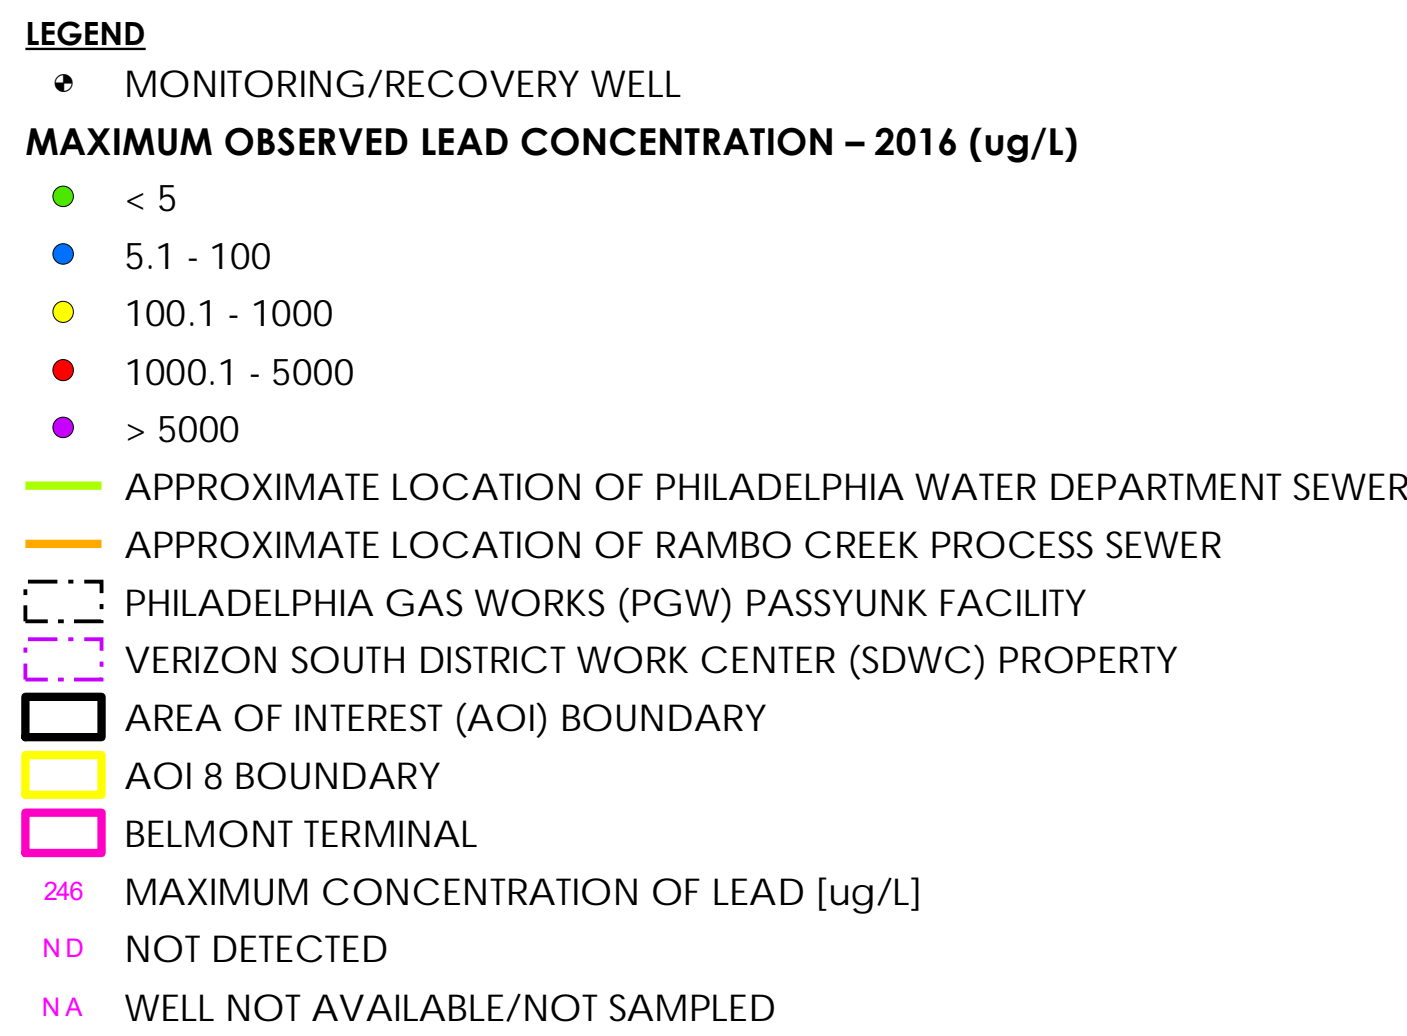 LEGEND
MONITORING/RECOVERY WELL
MAXIMUM OBSERVED LEAD CONCENTRATION – 2016 (ug/L)
< 5
5.1 - 100
100.1 - 1000
1000.1 - 5000
> 5000
APPROXIMATE LOCATION OF PHILADELPHIA WATER DEPARTMENT SEWER
APPROXIMATE LOCATION OF RAMBO CREEK PROCESS SEWER
PHILADELPHIA GAS WORKS (PGW) PASSYUNK FACILITY
VERIZON SOUTH DISTRICT WORK CENTER (SDWC) PROPERTY
AREA OF INTEREST (AOI) BOUNDARY
AOI 8 BOUNDARY
BELMONT TERMINAL
246 MAXIMUM CONCENTRATION OF LEAD [ug/L]
ND NOT DETECTED
NA WELL NOT AVAILABLE/NOT SAMPLED